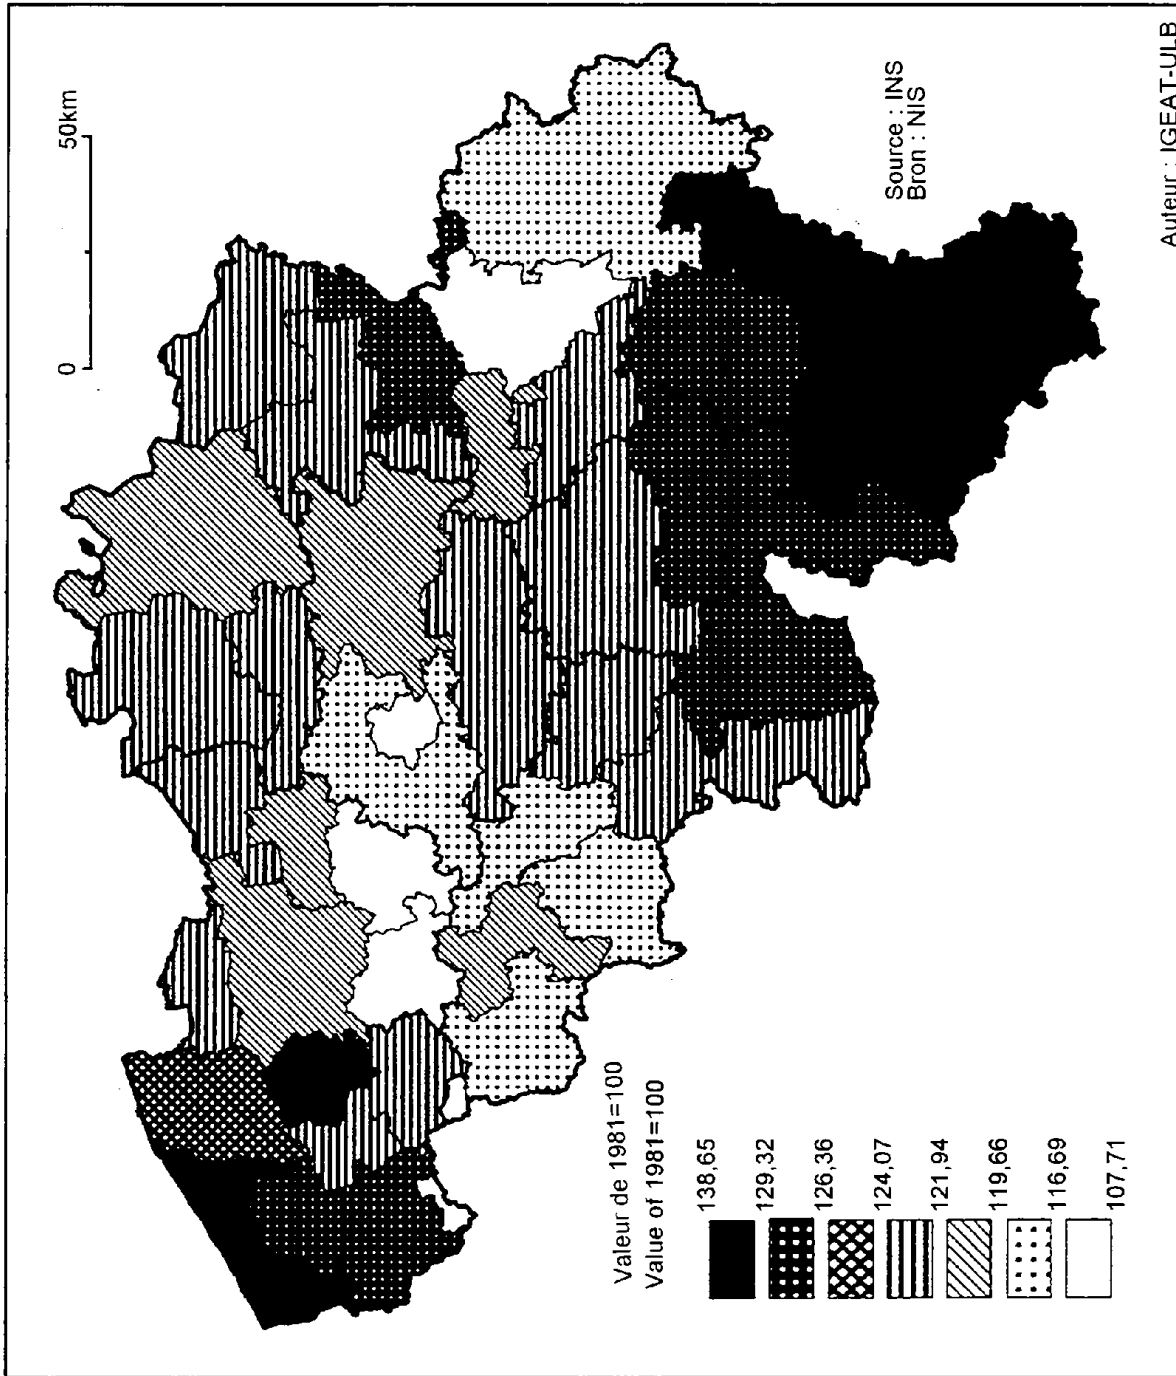 0 50km
Source : INS
Bron : NIS
Valeur de 1981=100
Value of 1981=100
138,65
129,32
126,36
124,07
121,94
119,66
116,69
107,71
Auteur : IGEAT-ULB